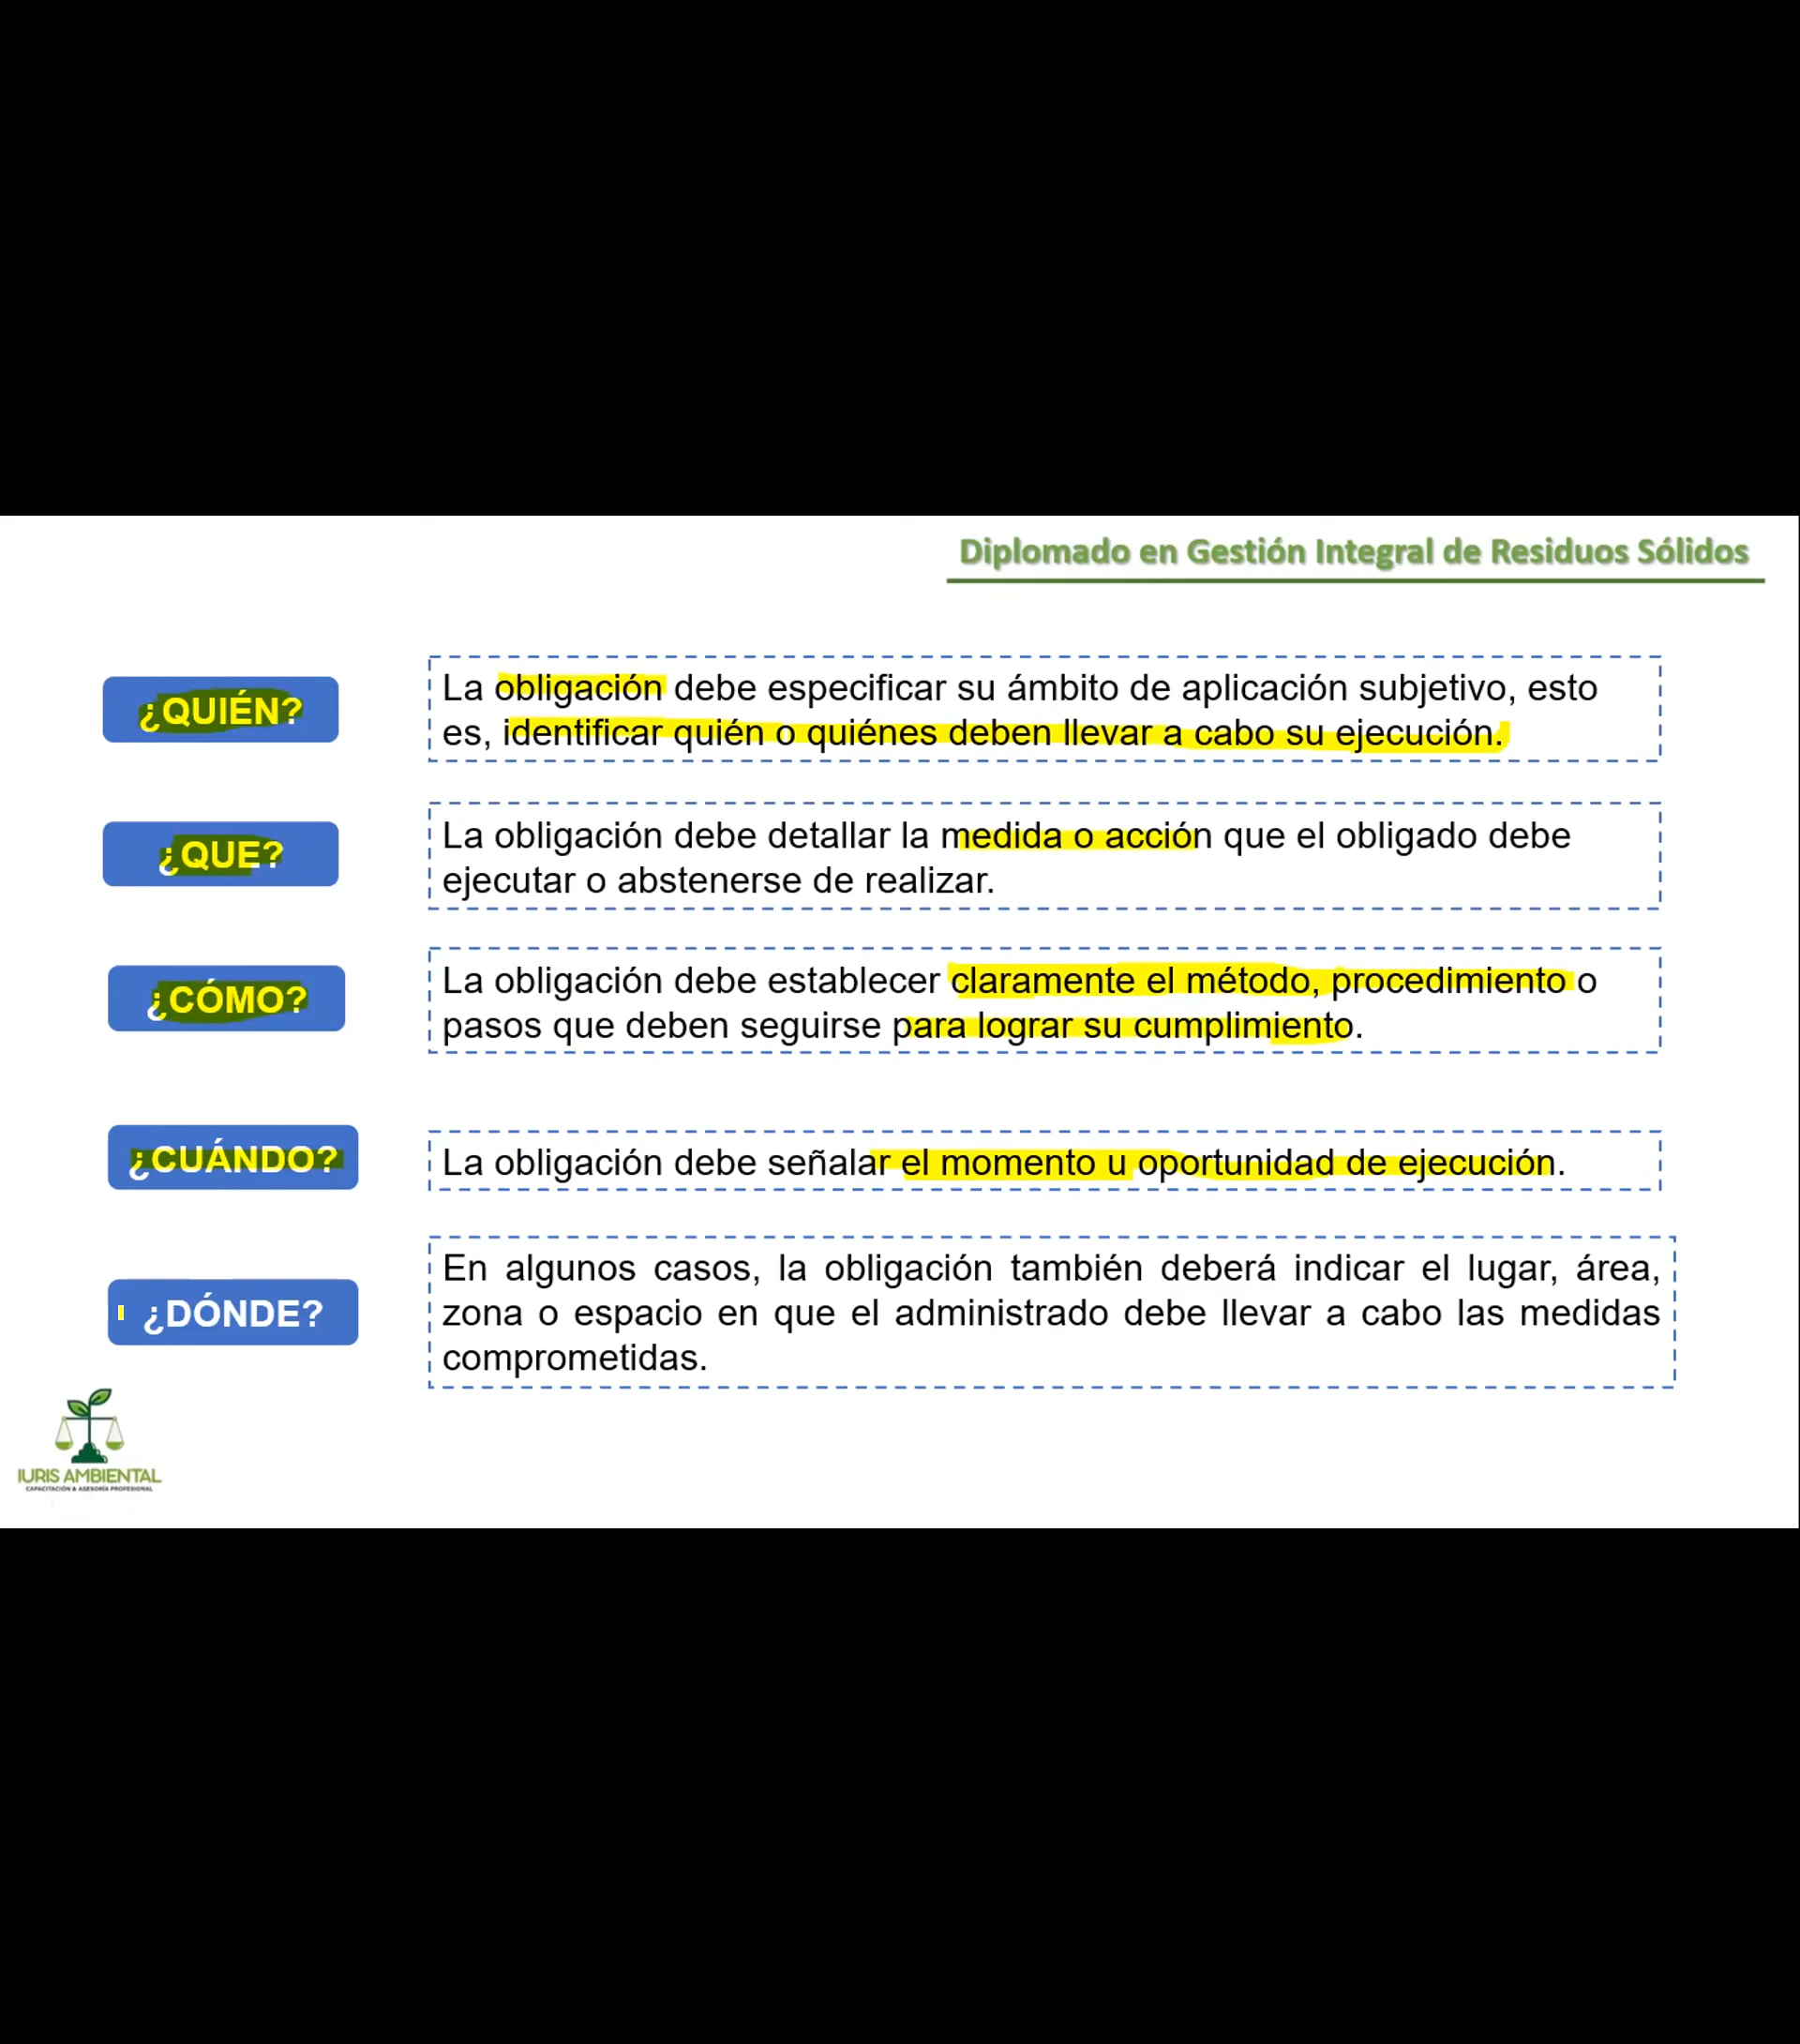 Diplomado en Gestión Integral de Residuos Sólidos
¿QUIÉN?
La obligación debe especificar su ámbito de aplicación subjetivo, esto
es, identificar quién o quiénes deben llevar a cabo su ejecución.
¿QUE?
La obligación debe detallar la medida o acción que el obligado debe
ejecutar o abstenerse de realizar.
¿CÓMO?
La obligación debe establecer claramente el método, procedimiento o
pasos que deben seguirse para lograr su cumplimiento.
¿CUÁNDO?
La obligación debe señalar el momento u oportunidad de ejecución.
¿DÓNDE?
En algunos casos, la obligación también deberá indicar el lugar, área,
zona o espacio en que el administrado debe llevar a cabo las medidas
comprometidas.
IURIS AMBIENTAL
CAPACITACIÓN & ASESORÍA PROFESIONAL